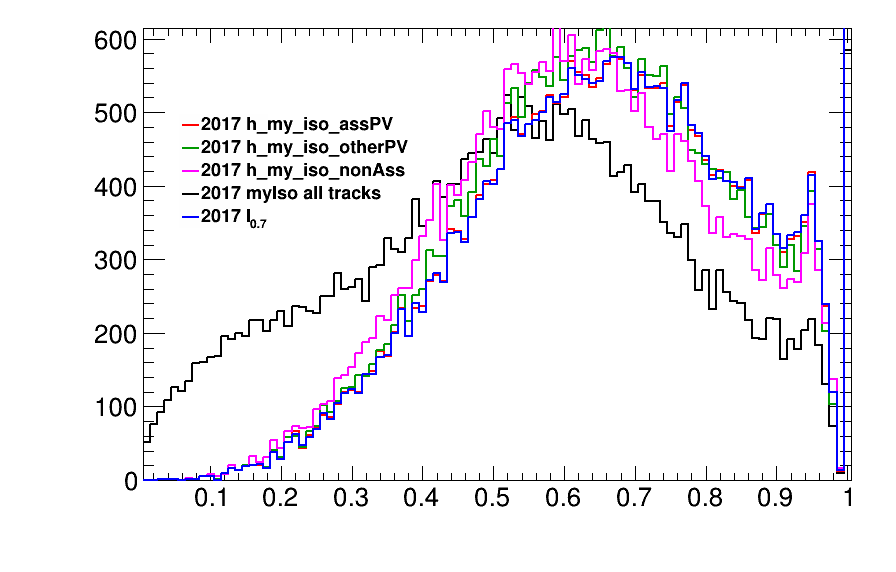 600
500
400
300
200
100
0
2017 h_my_iso_assPV
2017 h_my_iso_otherPV
2017 h_my_iso_nonAss
2017 myIso all tracks
2017 I0.7
0.1 0.2 0.3 0.4 0.5 0.6 0.7 0.8 0.9 1